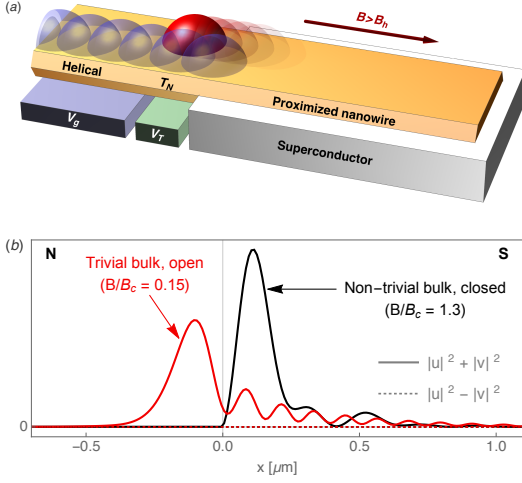 (a)
B>B_h
Helical
T_N
Proximized nanowire
V_g
V_T
Superconductor
(b)
N
S
Trivial bulk, open
(B/B_c = 0.15)
Non-trivial bulk, closed
(B/B_c = 1.3)
|u| ² + |v| ²
|u| ² − |v| ²
0
−0.5
0.0
0.5
1.0
x [μm]